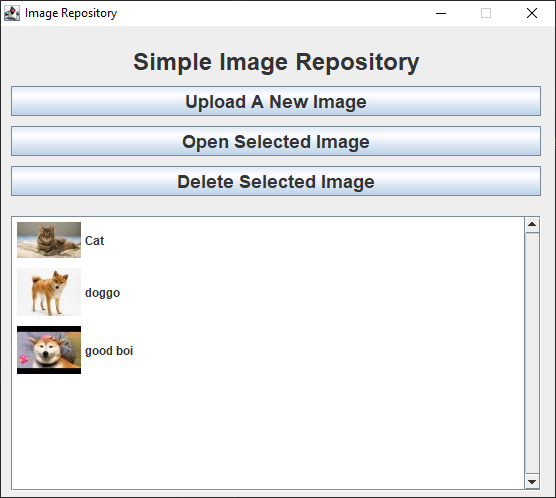 Image Repository
Simple Image Repository
Upload A New Image
Open Selected Image
Delete Selected Image
Cat
doggo
good boi